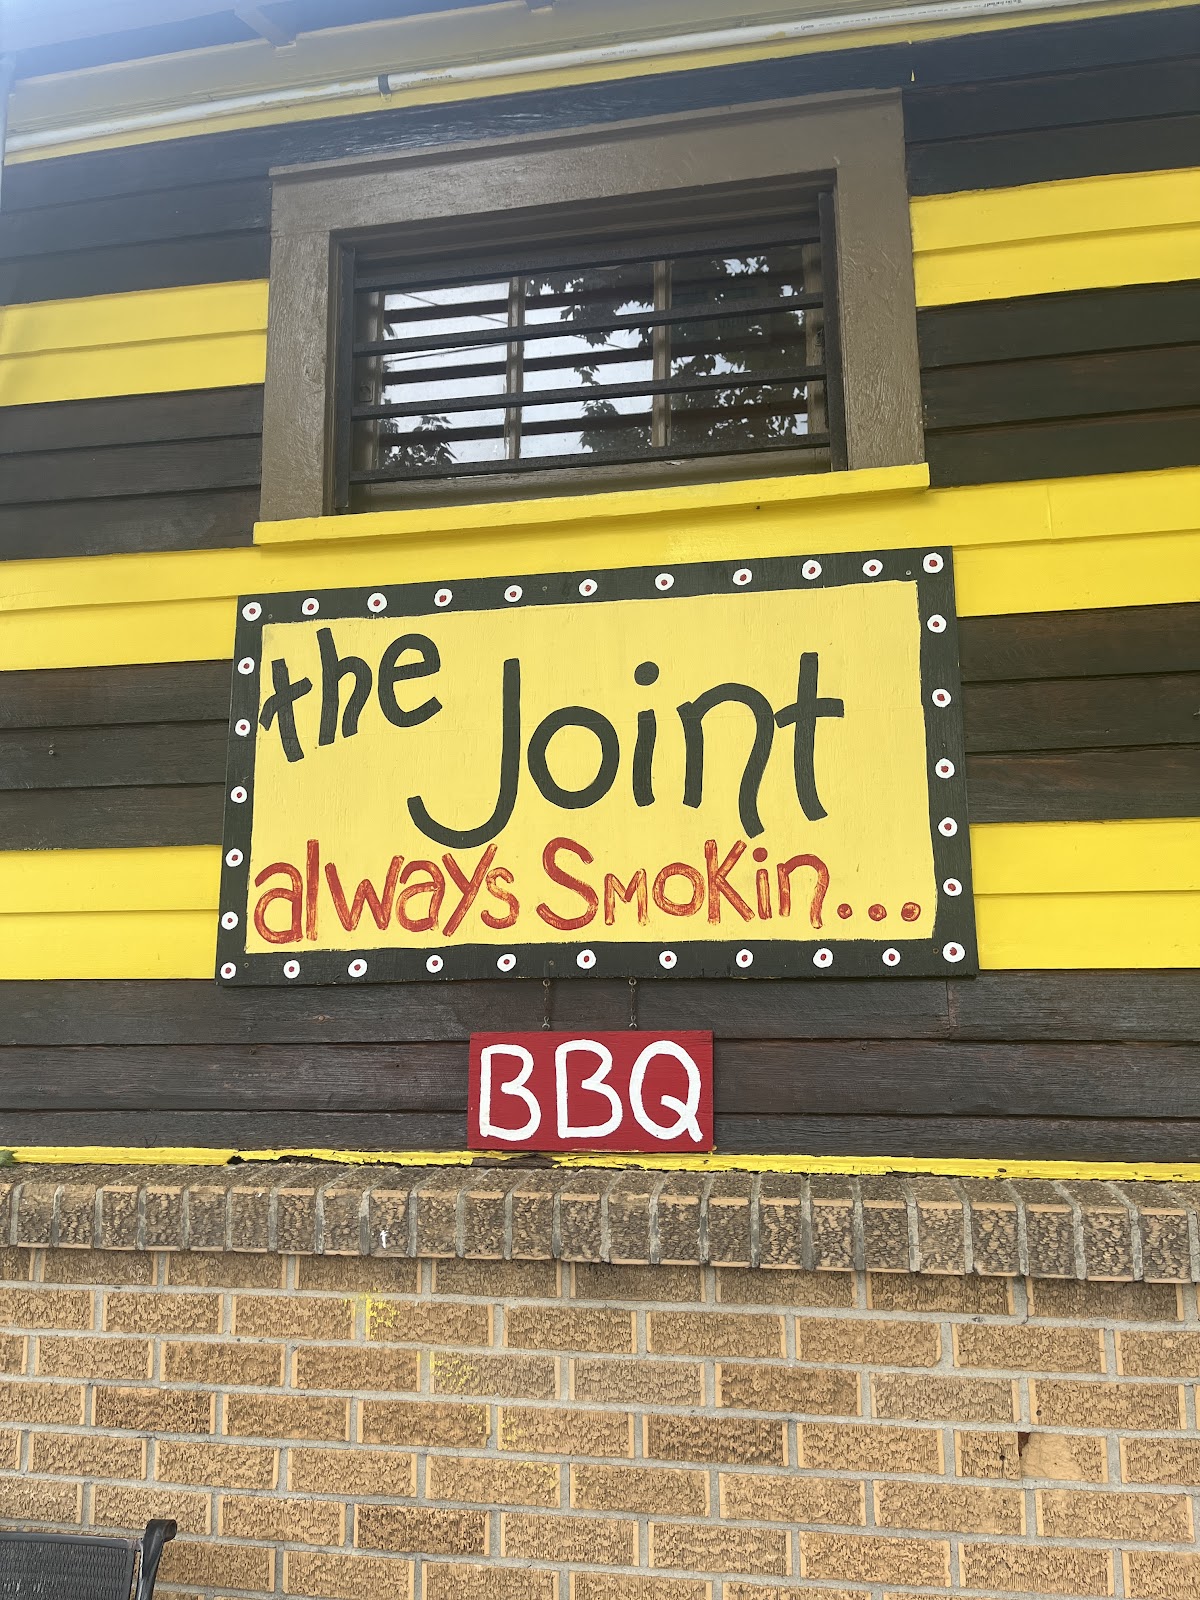 the
Joint
always Smokin...
BBQ